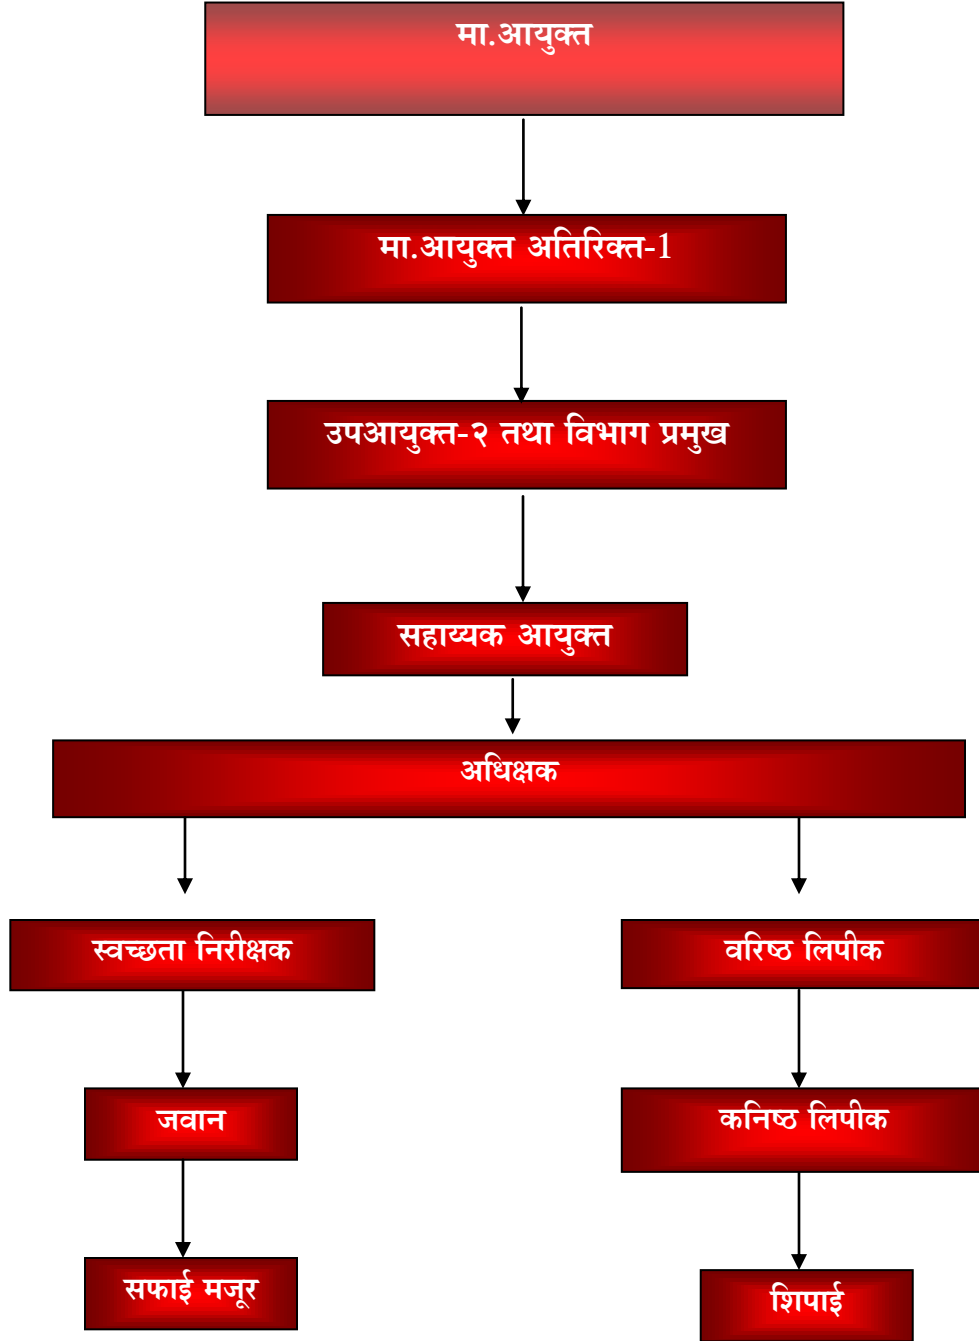 मा.आयुक्त
मा.आयुक्त अतिरिक्त-1
उपआयुक्त-२ तथा विभाग प्रमुख
सहाय्यक आयुक्त
अधिक्षक
स्वच्छता निरीक्षक
वरिष्ठ लिपीक
जवान
कनिष्ठ लिपीक
सफाई मजूर
शिपाई